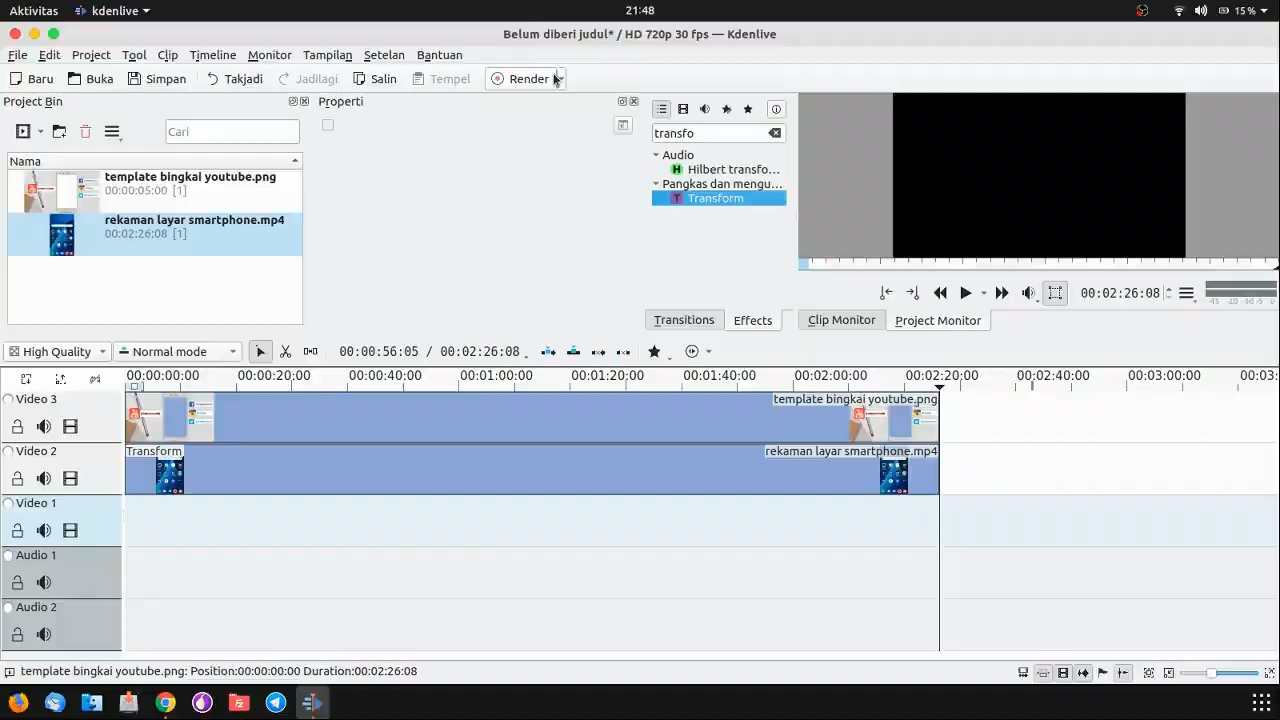 Aktivitas kdenlive 21:48 15%
Belum diberi judul* / HD 720p 30 fps — Kdenlive
File Edit Project Tool Clip Timeline Monitor Tampilan Setelan Bantuan
Baru Buka Simpan Takjadi Jadilagi Salin Tempel Render
Project Bin
Properti
Cari
Nama
template bingkai youtube.png
00:00:05:00 [1]
rekaman layar smartphone.mp4
00:02:26:08 [1]
transfo
Audio
Hilbert transfo...
Pangkas dan mengu...
Transform
Transitions Effects
00:02:26:08
-45 -30 -20 -10 -5 0
Clip Monitor Project Monitor
High Quality Normal mode 00:00:56:05 / 00:02:26:08
00:00:00:00 00:00:20:00 00:00:40:00 00:01:00:00 00:01:20:00 00:01:40:00 00:02:00:00 00:02:20:00 00:02:40:00 00:03:00:00 00:03:
Video 3
template bingkai youtube.png
Video 2
Transform
rekaman layar smartphone.mp4
Video 1
Audio 1
Audio 2
template bingkai youtube.png: Position:00:00:00:00 Duration:00:02:26:08